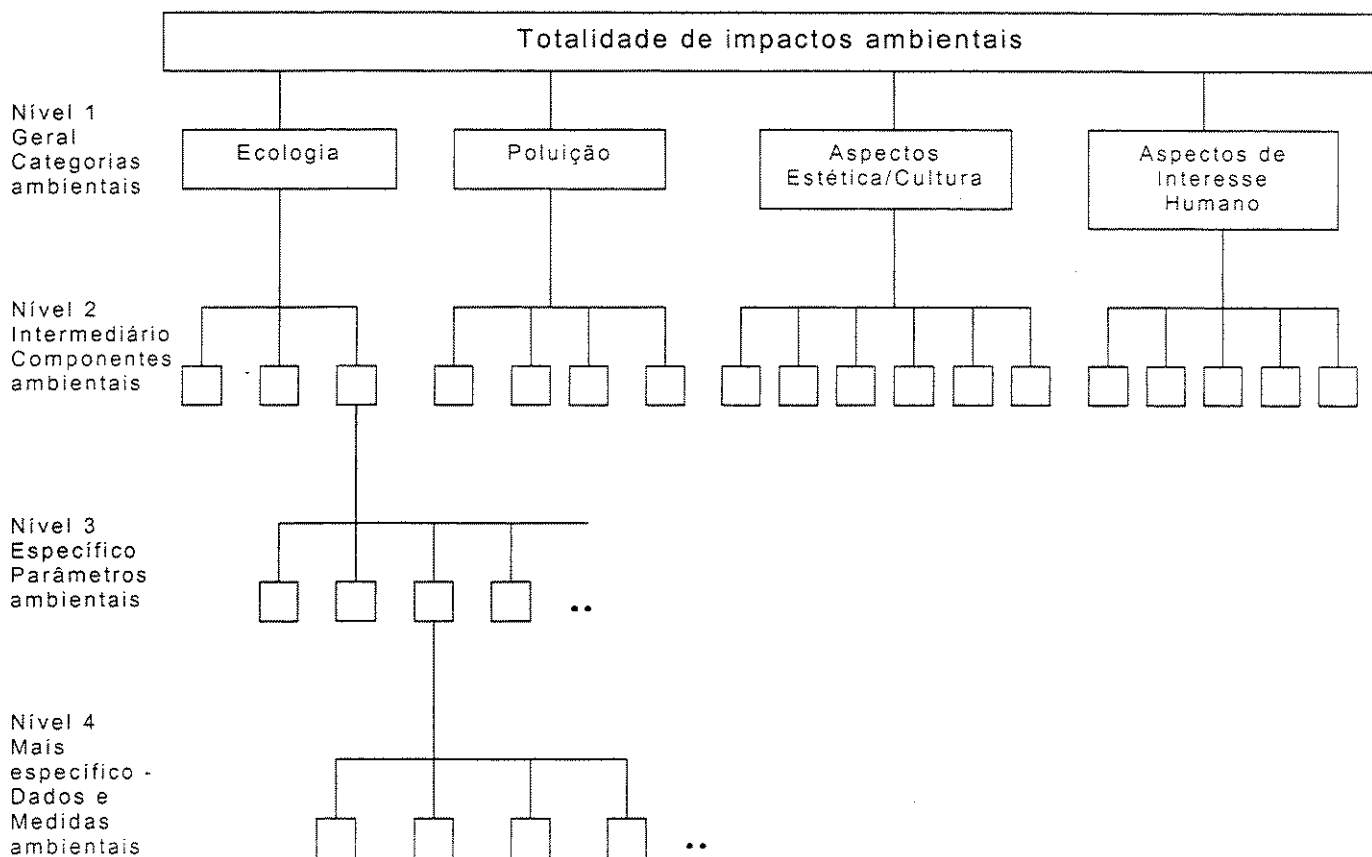 Totalidade de impactos ambientais
Nível 1
Geral
Categorias
ambientais
Ecologia
Poluição
Aspectos
Estética/Cultura
Aspectos de
Interesse
Humano
Nível 2
Intermediário
Componentes
ambientais
Nível 3
Específico
Parâmetros
ambientais
Nível 4
Mais
específico -
Dados e
Medidas
ambientais